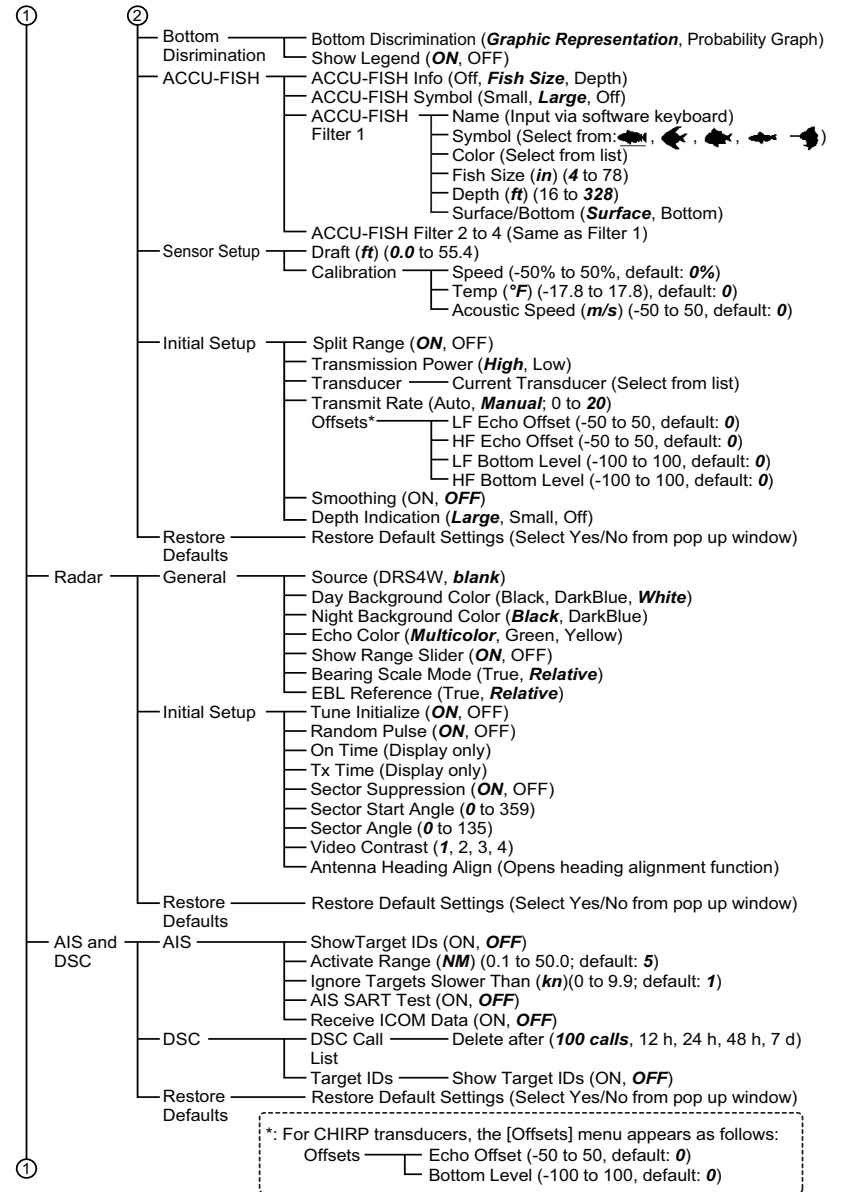 ① ②
Bottom Disrimination
Bottom Discrimination (Graphic Representation, Probability Graph)
Show Legend (ON, OFF)
ACCU-FISH
ACCU-FISH Info (Off, Fish Size, Depth)
ACCU-FISH Symbol (Small, Large, Off)
ACCU-FISH Filter 1
Name (Input via software keyboard)
Symbol (Select from: , , , )
Color (Select from list)
Fish Size (in) (4 to 78)
Depth (ft) (16 to 328)
Surface/Bottom (Surface, Bottom)
ACCU-FISH Filter 2 to 4 (Same as Filter 1)
Sensor Setup
Draft (ft) (0.0 to 55.4)
Calibration
Speed (-50% to 50%, default: 0%)
Temp (°F) (-17.8 to 17.8), default: 0)
Acoustic Speed (m/s) (-50 to 50, default: 0)
Initial Setup
Split Range (ON, OFF)
Transmission Power (High, Low)
Transducer
Current Transducer (Select from list)
Transmit Rate (Auto, Manual; 0 to 20)
Offsets*
LF Echo Offset (-50 to 50, default: 0)
HF Echo Offset (-50 to 50, default: 0)
LF Bottom Level (-100 to 100, default: 0)
HF Bottom Level (-100 to 100, default: 0)
Smoothing (ON, OFF)
Depth Indication (Large, Small, Off)
Restore Defaults
Restore Default Settings (Select Yes/No from pop up window)
Radar
General
Source (DRS4W, blank)
Day Background Color (Black, DarkBlue, White)
Night Background Color (Black, DarkBlue)
Echo Color (Multicolor, Green, Yellow)
Show Range Slider (ON, OFF)
Bearing Scale Mode (True, Relative)
EBL Reference (True, Relative)
Initial Setup
Tune Initialize (ON, OFF)
Random Pulse (ON, OFF)
On Time (Display only)
Tx Time (Display only)
Sector Suppression (ON, OFF)
Sector Start Angle (0 to 359)
Sector Angle (0 to 135)
Video Contrast (1, 2, 3, 4)
Antenna Heading Align (Opens heading alignment function)
Restore Defaults
Restore Default Settings (Select Yes/No from pop up window)
AIS and DSC
AIS
ShowTarget IDs (ON, OFF)
Activate Range (NM) (0.1 to 50.0; default: 5)
Ignore Targets Slower Than (kn)(0 to 9.9; default: 1)
AIS SART Test (ON, OFF)
Receive ICOM Data (ON, OFF)
DSC
DSC Call List
Delete after (100 calls, 12 h, 24 h, 48 h, 7 d)
Target IDs
Show Target IDs (ON, OFF)
Restore Defaults
Restore Default Settings (Select Yes/No from pop up window)
*: For CHIRP transducers, the [Offsets] menu appears as follows:
Offsets
Echo Offset (-50 to 50, default: 0)
Bottom Level (-100 to 100, default: 0)
①